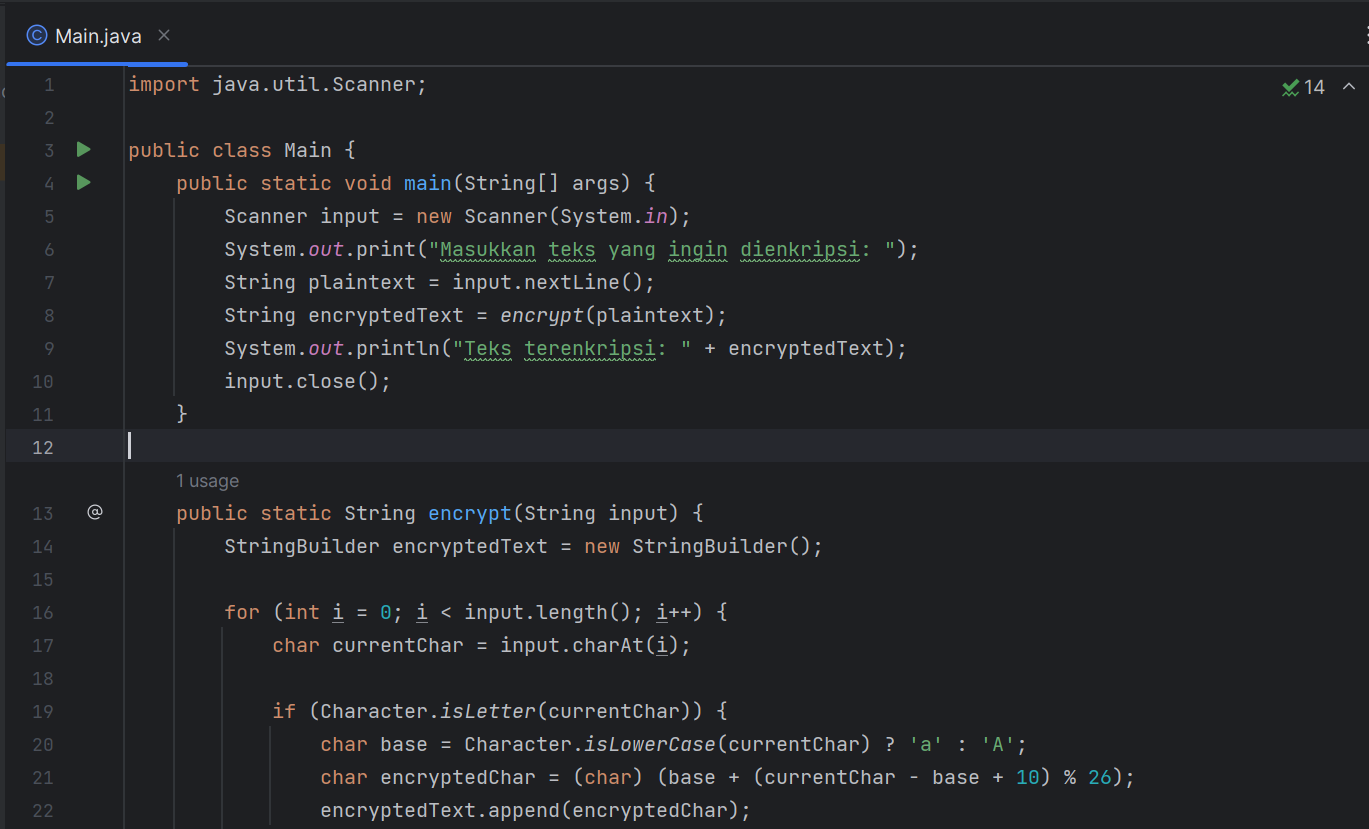 Main.java
1 import java.util.Scanner;
14
2
3 public class Main {
4     public static void main(String[] args) {
5         Scanner input = new Scanner(System.in);
6         System.out.print("Masukkan teks yang ingin dienkripsi: ");
7         String plaintext = input.nextLine();
8         String encryptedText = encrypt(plaintext);
9         System.out.println("Teks terenkripsi: " + encryptedText);
10         input.close();
11     }
12
1 usage
13 @     public static String encrypt(String input) {
14         StringBuilder encryptedText = new StringBuilder();
15
16         for (int i = 0; i < input.length(); i++) {
17             char currentChar = input.charAt(i);
18
19             if (Character.isLetter(currentChar)) {
20                 char base = Character.isLowerCase(currentChar) ? 'a' : 'A';
21                 char encryptedChar = (char) (base + (currentChar - base + 10) % 26);
22                 encryptedText.append(encryptedChar);